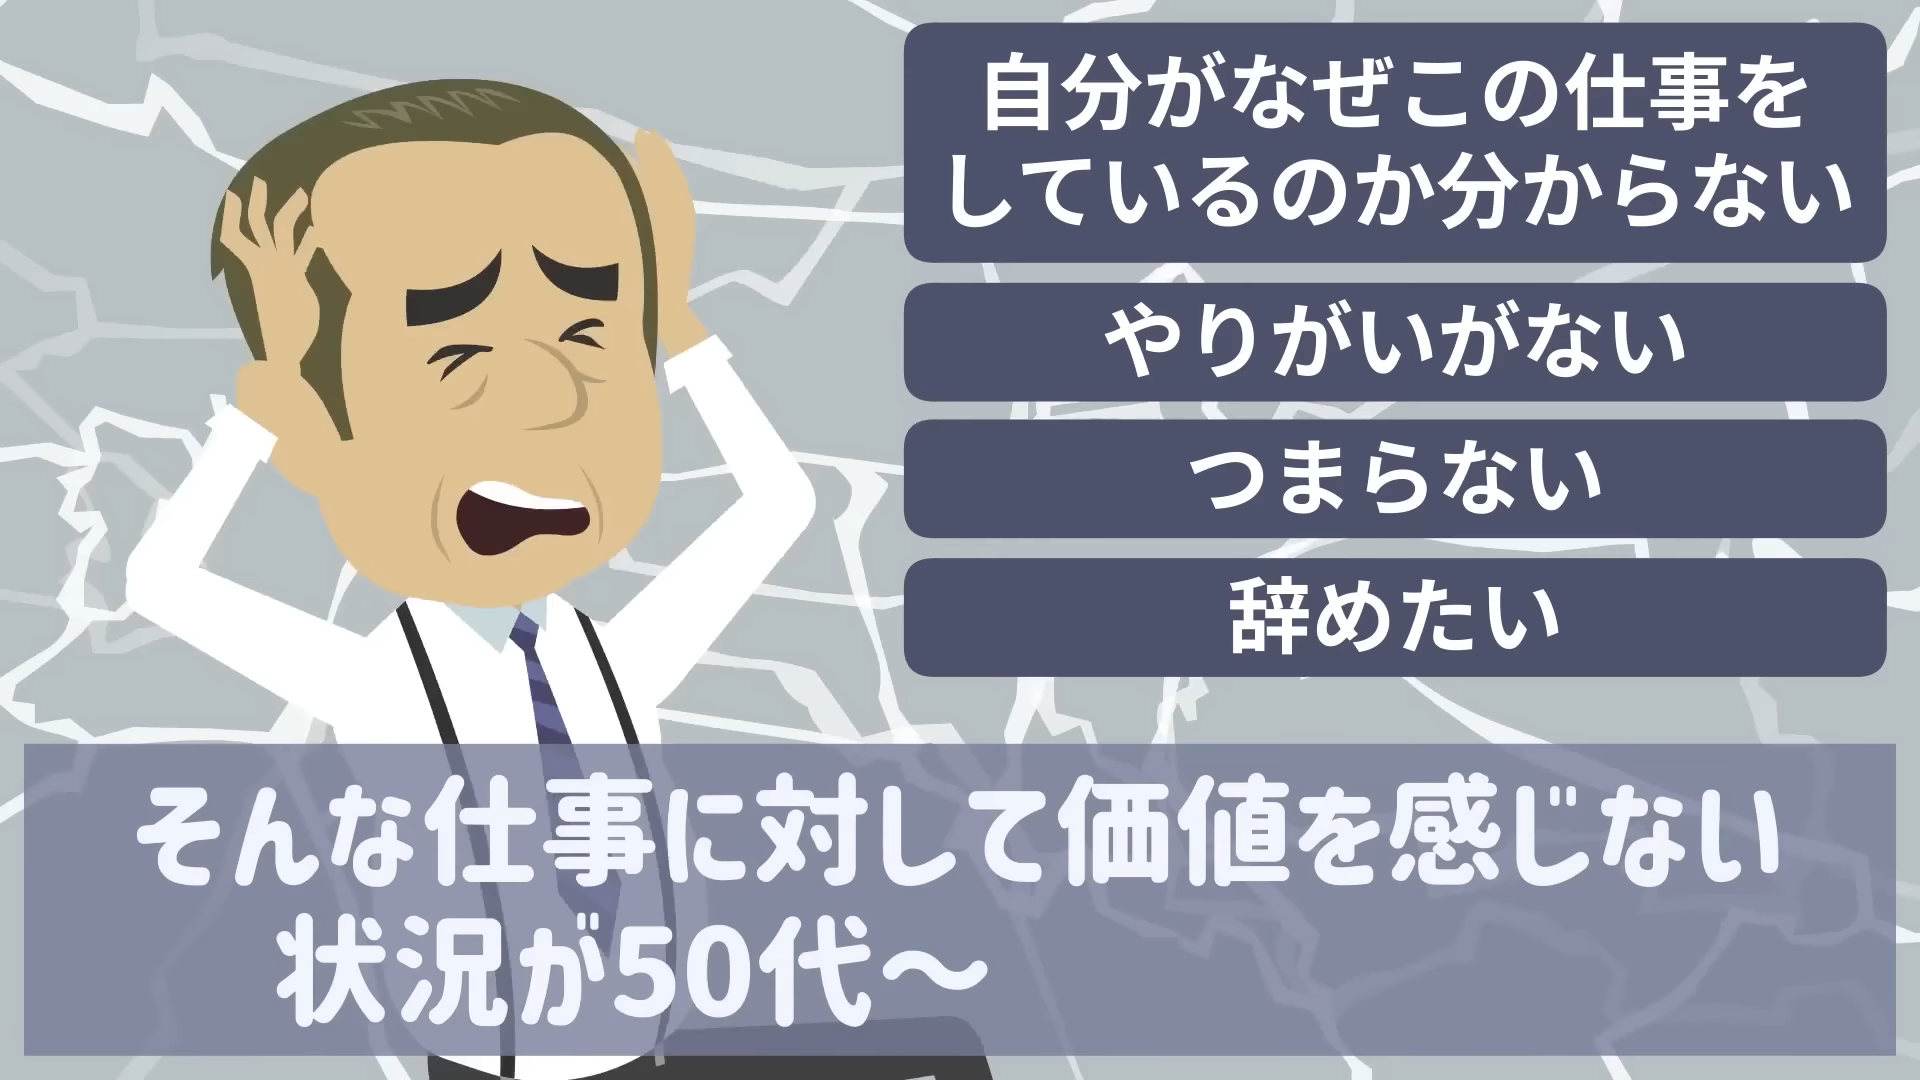 自分がなぜこの仕事を
しているのか分からない
やりがいがない
つまらない
辞めたい
そんな仕事に対して価値を感じない
状況が50代～